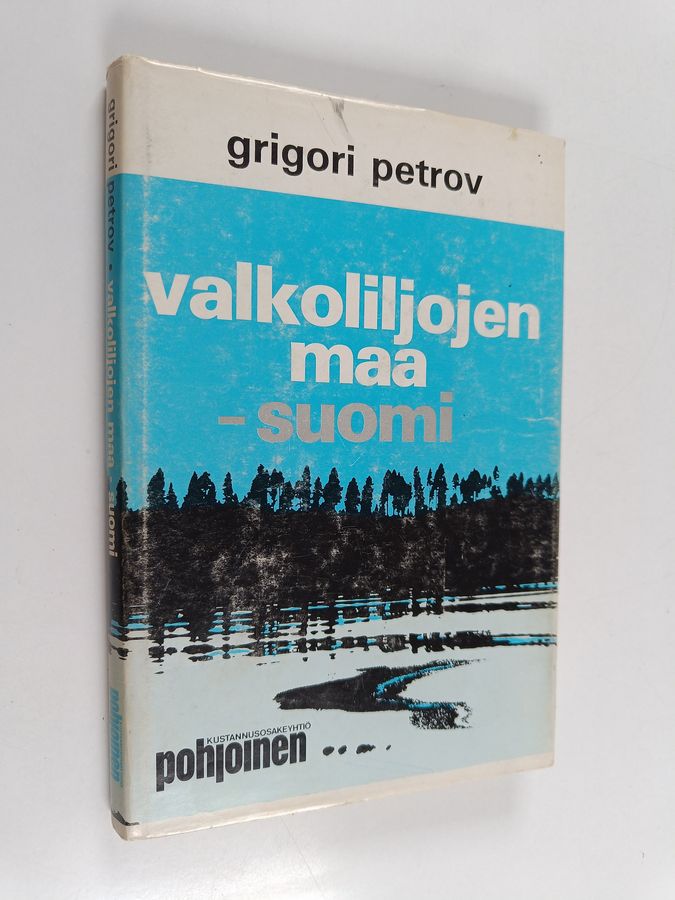 grigori petrov
valkoliljojen
maa
- suomi
KUSTANNUSOSAKEYHTIÖ
pohjoinen
grigori petrov • valkoliljojen maa - suomi
pohjoinen